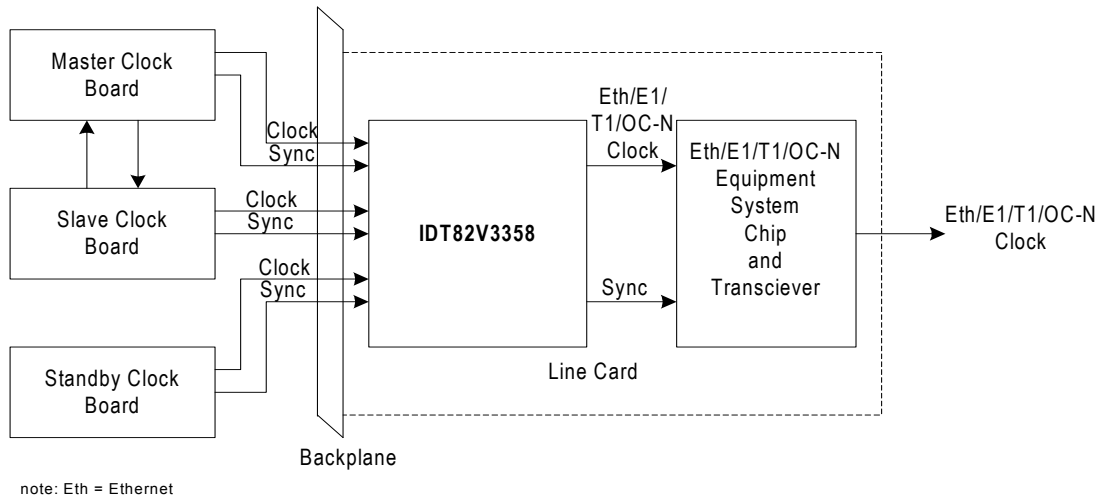 Master Clock
Board
Clock
Sync
Slave Clock
Board
Clock
Sync
Standby Clock
Board
Clock
Sync
Backplane
IDT82V3358
Eth/E1/
T1/OC-N
Clock
Sync
Line Card
Eth/E1/T1/OC-N
Equipment
System
Chip
and
Transciever
Eth/E1/T1/OC-N
Clock
note: Eth = Ethernet